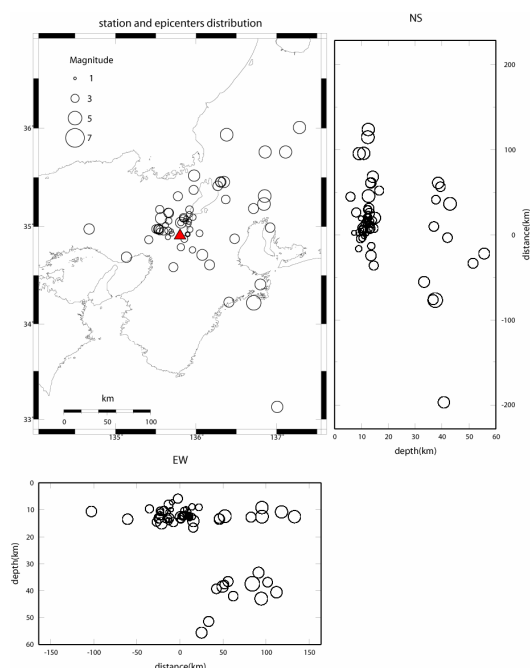 station and epicenters distribution
NS
Magnitude
1
3
5
7
36
35
34
33
km
0 50 100
135° 136° 137°
200
100
0
-100
-200
distance(km)
0 10 20 30 40 50 60
depth(km)
EW
0
10
20
30
40
50
60
depth(km)
-150 -100 -50 0 50 100 150
distance(km)